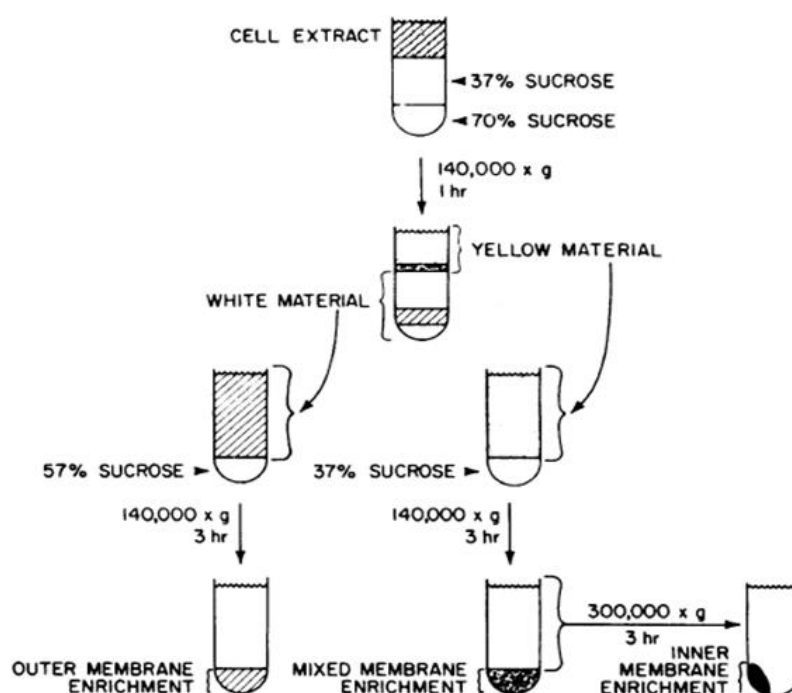 CELL EXTRACT
37% SUCROSE
70% SUCROSE
140,000 x g
1 hr
YELLOW MATERIAL
WHITE MATERIAL
57% SUCROSE
37% SUCROSE
140,000 x g
3 hr
140,000 x g
3 hr
300,000 x g
3 hr
OUTER MEMBRANE
ENRICHMENT
MIXED MEMBRANE
ENRICHMENT
INNER
MEMBRANE
ENRICHMENT